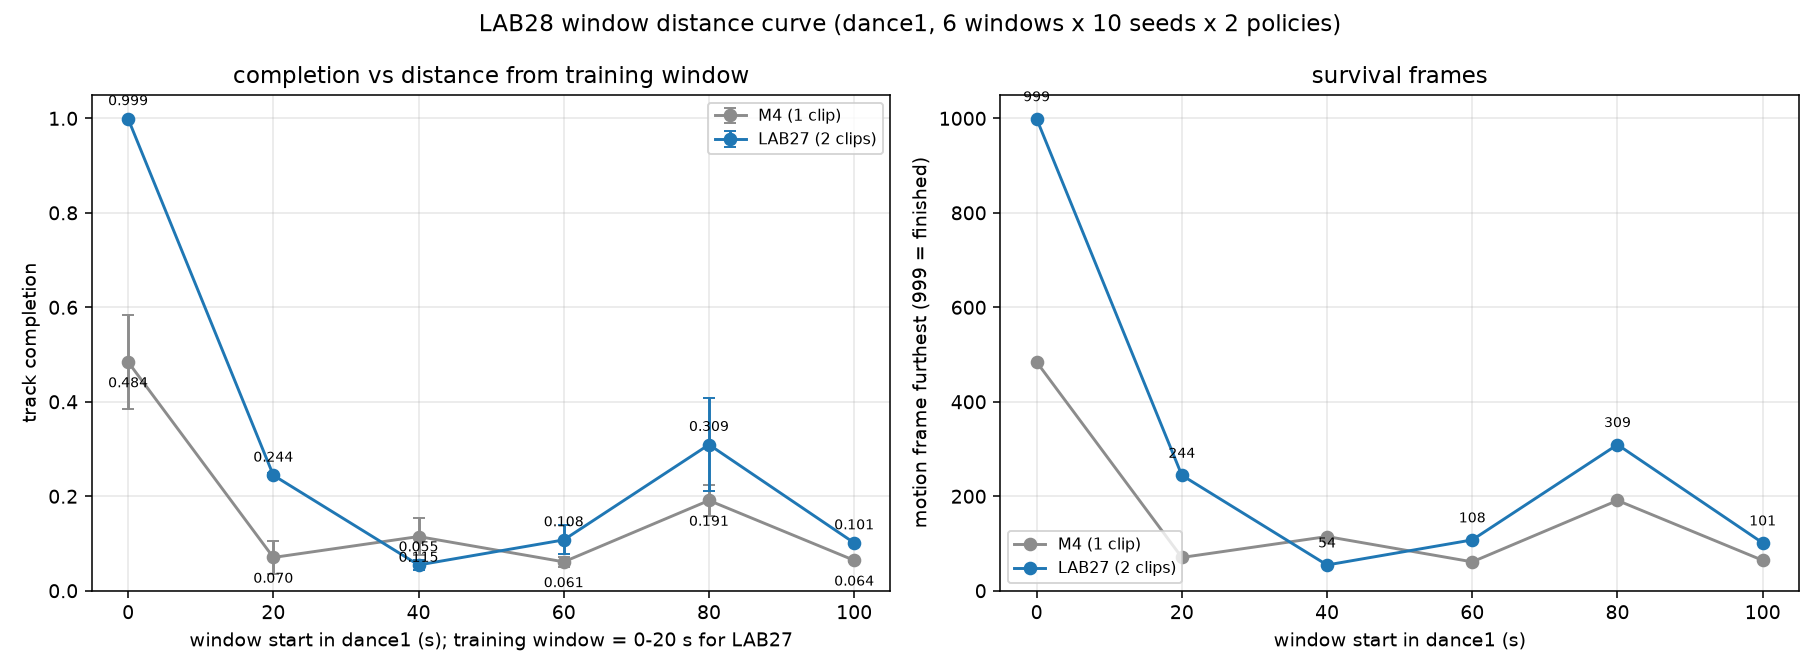 LAB28 window distance curve (dance1, 6 windows x 10 seeds x 2 policies)
completion vs distance from training window
track completion
1.0
0.8
0.6
0.4
0.2
0.0
0.999
0.484
0.244
0.070
0.055
0.115
0.108
0.061
0.309
0.191
0.101
0.064
M4 (1 clip)
LAB27 (2 clips)
0 20 40 60 80 100
window start in dance1 (s); training window = 0-20 s for LAB27
survival frames
motion frame furthest (999 = finished)
1000
800
600
400
200
0
999
244
54
108
309
101
M4 (1 clip)
LAB27 (2 clips)
0 20 40 60 80 100
window start in dance1 (s)